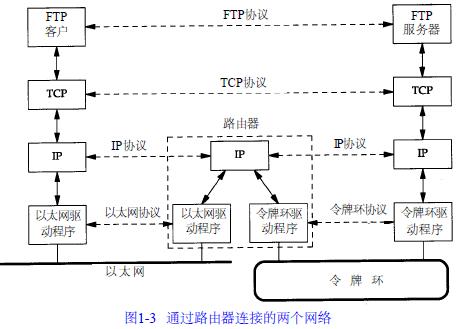 FTP 客户
FTP协议
FTP 服务器
TCP
TCP协议
TCP
路由器
IP
IP协议
IP
IP协议
IP
以太网驱动程序
以太网协议
以太网驱动程序
令牌环驱动程序
令牌环协议
令牌环驱动程序
以太网
令牌环
图1-3 通过路由器连接的两个网络